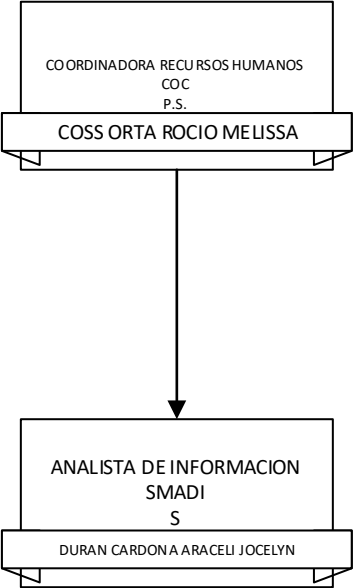 COORDINADORA RECURSOS HUMANOS
COC
P.S.
COSS ORTA ROCIO MELISSA
ANALISTA DE INFORMACION
SMADI
S
DURAN CARDONA ARACELI JOCELYN